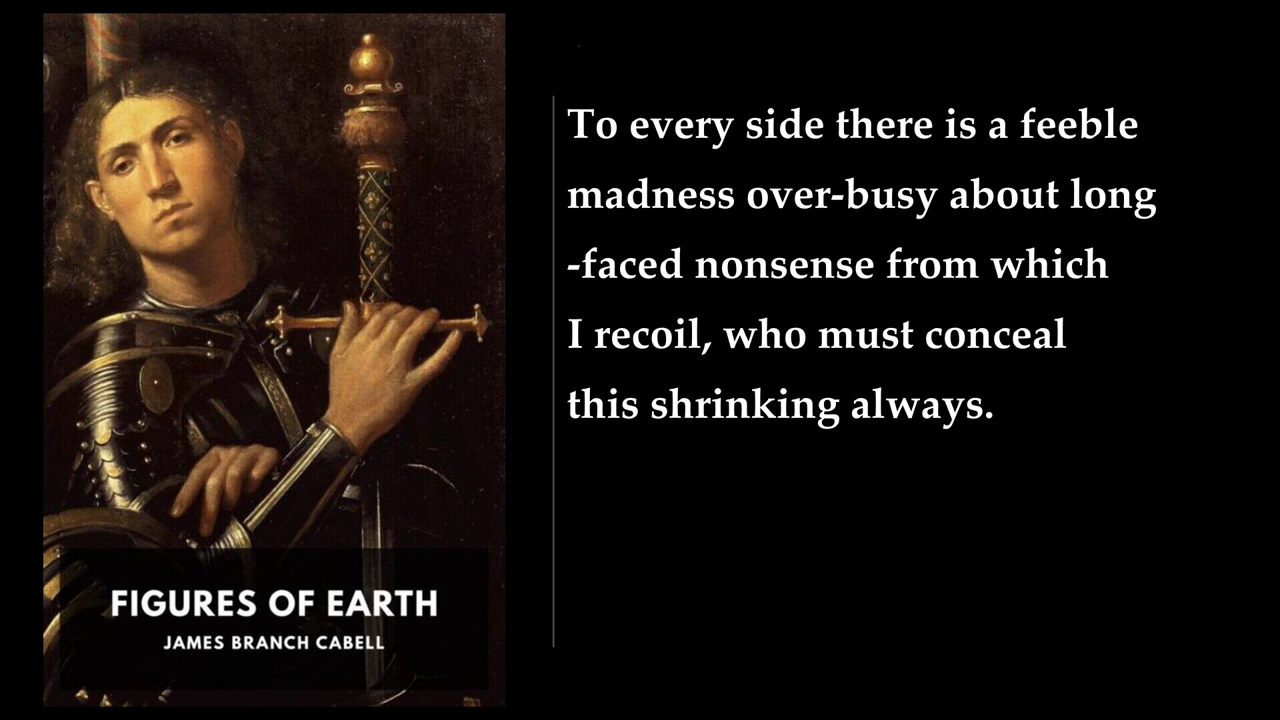 To every side there is a feeble
madness over-busy about long
-faced nonsense from which
I recoil, who must conceal
this shrinking always.
FIGURES OF EARTH
JAMES BRANCH CABELL